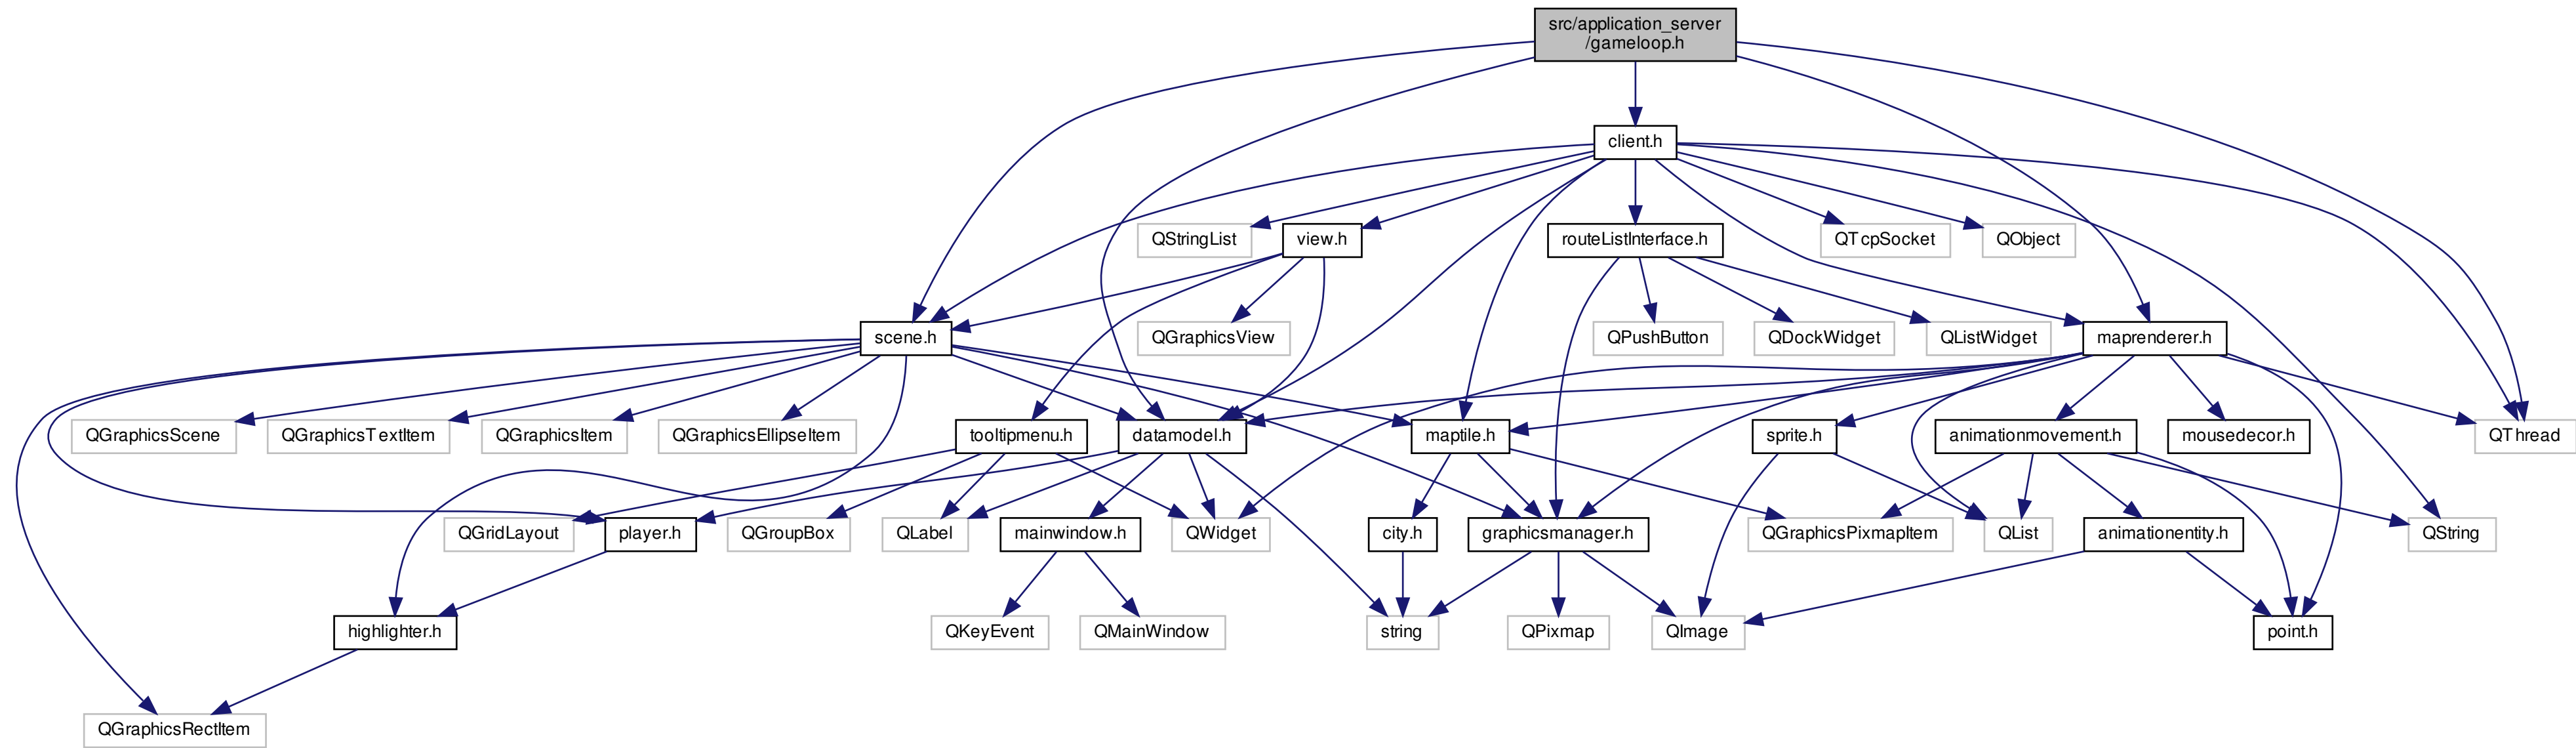 src/application_server
/gameloop.h
client.h
QStringList
view.h
routeListInterface.h
QTcpSocket
QObject
scene.h
QGraphicsView
QPushButton
QDockWidget
QListWidget
maprenderer.h
QGraphicsScene
QGraphicsTextItem
QGraphicsItem
QGraphicsEllipseItem
tooltipmenu.h
datamodel.h
maptile.h
sprite.h
animationmovement.h
mousedecor.h
QThread
QGridLayout
player.h
QGroupBox
QLabel
mainwindow.h
QWidget
city.h
graphicsmanager.h
QGraphicsPixmapItem
QList
animationentity.h
QString
highlighter.h
QKeyEvent
QMainWindow
string
QPixmap
QImage
point.h
QGraphicsRectItem